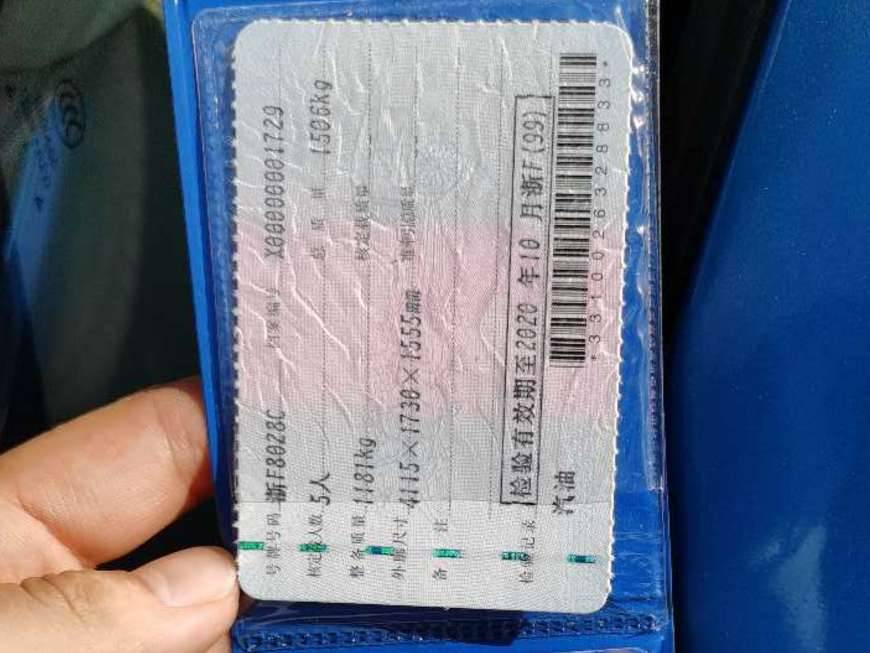 号牌号码 浙F8028C 档案编号 X00000001729
核定载人数 5人 总质量 1506kg
整备质量 1181kg 核定载质量
外廓尺寸 4115×1730×1555mm 准牵引总质量
备注
检验记录 检验有效期至2020年10月浙F(99)
汽油
*3310026328833*